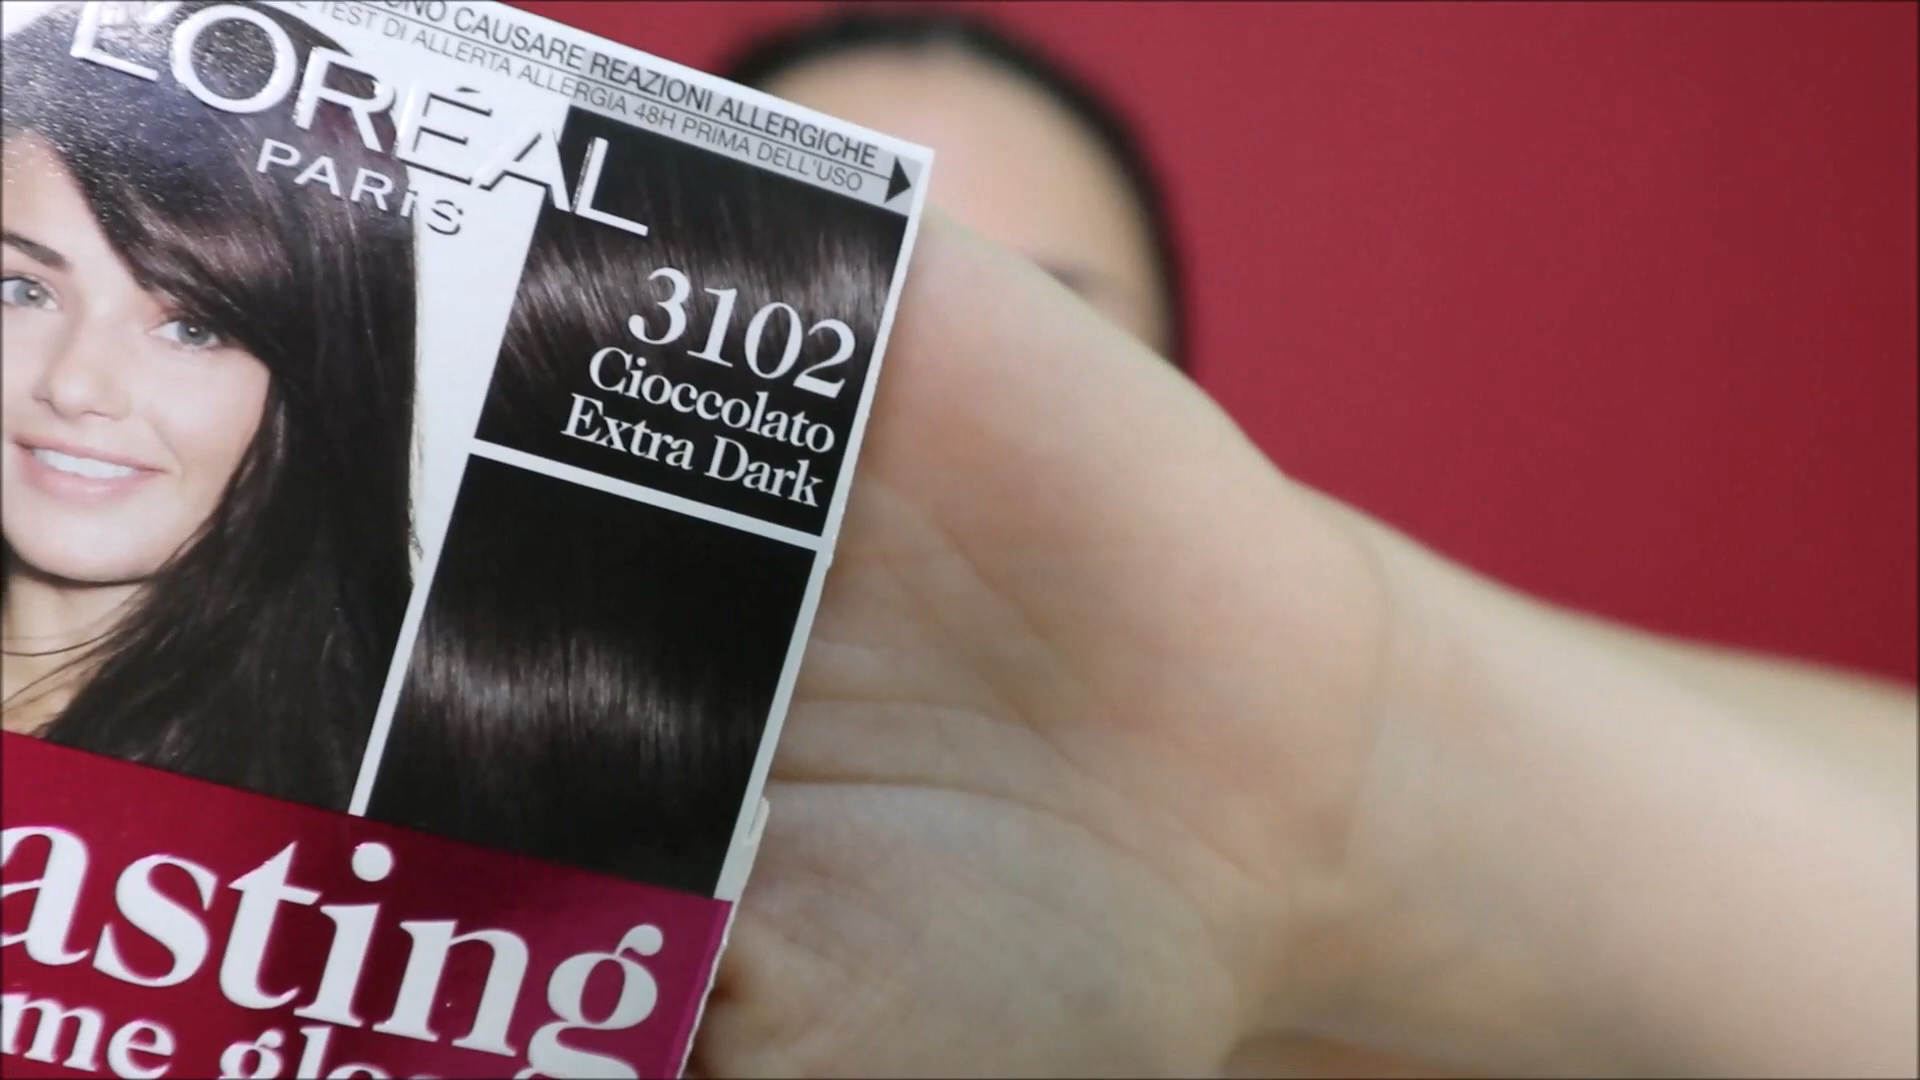 CAUSARE REAZIONI ALLERGICHE
TEST DI ALLERTA ALLERGIA 48H PRIMA DELL'USO
L'ORÉAL
PARIS
3102
Cioccolato
Extra Dark
asting
me glo